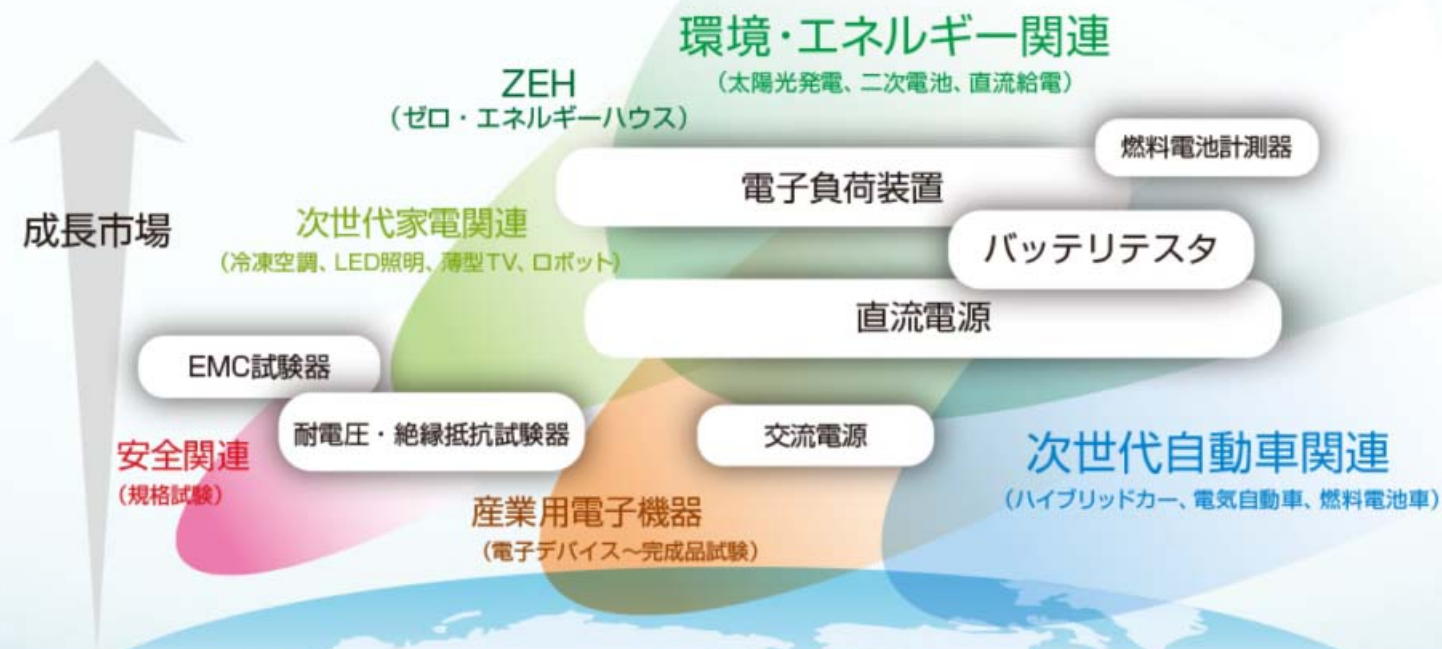 環境・エネルギー関連
(太陽光発電、二次電池、直流給電)
ZEH
(ゼロ・エネルギーハウス)
燃料電池計測器
電子負荷装置
成長市場
次世代家電関連
(冷凍空調、LED照明、薄型TV、ロボット)
バッテリテスタ
直流電源
EMC試験器
耐電圧・絶縁抵抗試験器
交流電源
安全関連
(規格試験)
次世代自動車関連
(ハイブリッドカー、電気自動車、燃料電池車)
産業用電子機器
(電子デバイス~完成品試験)